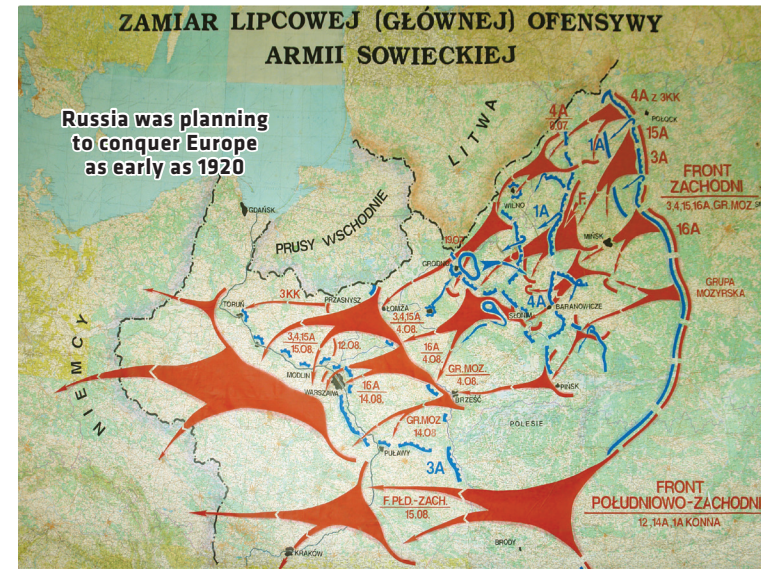 ZAMIAR LIPCOWEJ (GŁÓWNEJ) OFENSYWY
ARMII SOWIECKIEJ
Russia was planning
to conquer Europe
as early as 1920
LITWA
4A
4A z 3KK
POŁOCK
15A
1A
3A
FRONT
ZACHODNI
3,4,15,16A,GR.MOZ.
16A
WILNO
1A
F.
MIŃSK
GDAŃSK
PRUSY WSCHODNIE
GRODNO
GRUPA
MOZYRSKA
4A
BARANOWICZE
SŁONIM
3KK
TORUŃ
PRZASNYSZ
ŁOMŻA
3,4,15A
4.08.
3,4,15A
15.08.
12.08.
16A
4.08.
NIEMCY
MODLIN
WARSZAWA
16A
14.08.
GR.MOZ.
4.08.
BRZEŚĆ
PIŃSK
GR.MOZ
14.08
POLESIE
PUŁAWY
3A
F.PŁD.-ZACH.
15.08.
FRONT
POŁUDNIOWO-ZACHODNI
12,14A,1A KONNA
BRODY
KRAKÓW